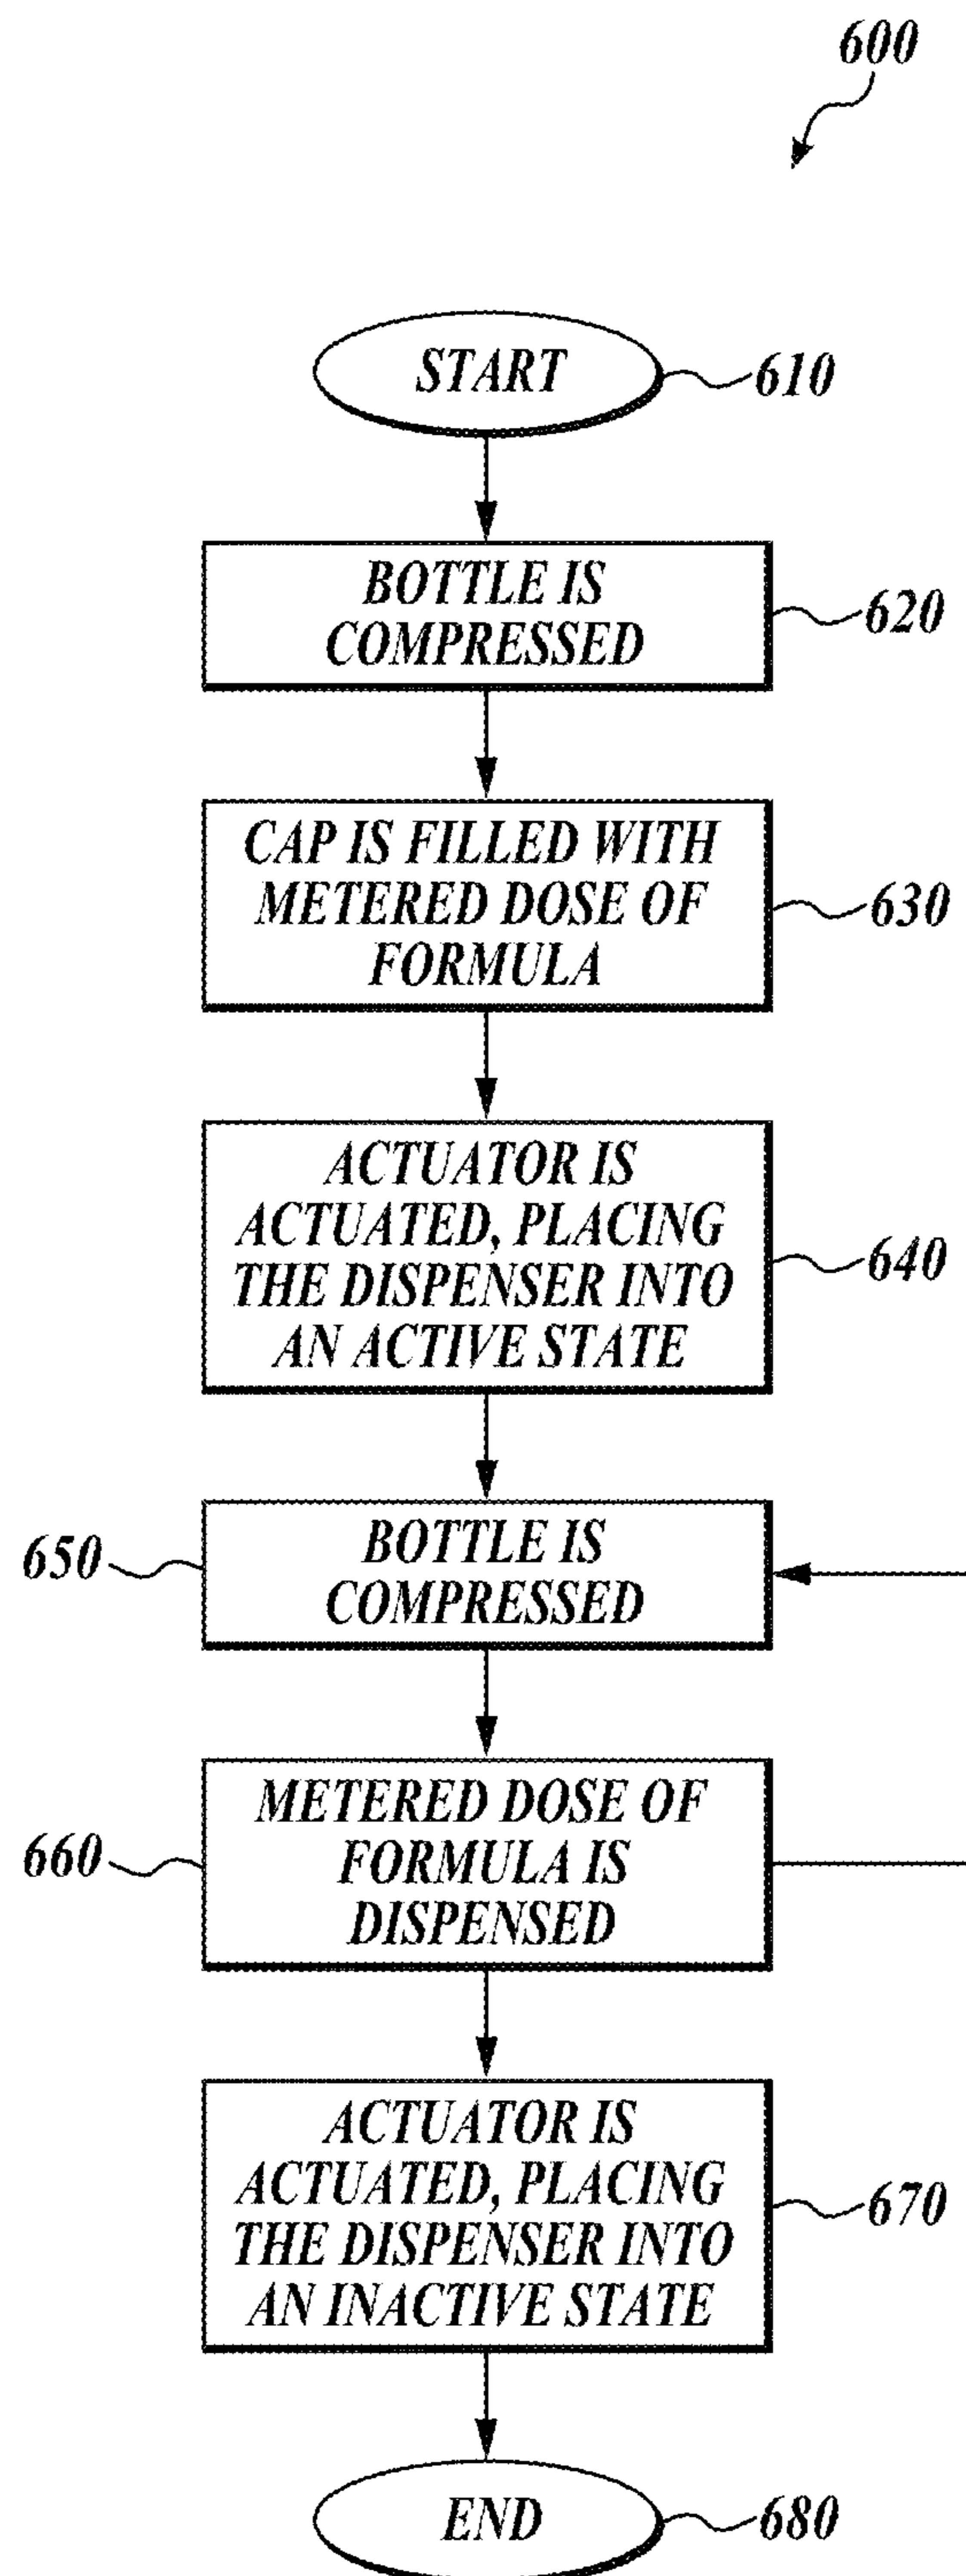 600
START
610
BOTTLE IS
COMPRESSED
620
CAP IS FILLED WITH
METERED DOSE OF
FORMULA
630
ACTUATOR IS
ACTUATED, PLACING
THE DISPENSER INTO
AN ACTIVE STATE
640
650
BOTTLE IS
COMPRESSED
660
METERED DOSE OF
FORMULA IS
DISPENSED
ACTUATOR IS
ACTUATED, PLACING
THE DISPENSER INTO
AN INACTIVE STATE
670
END
680